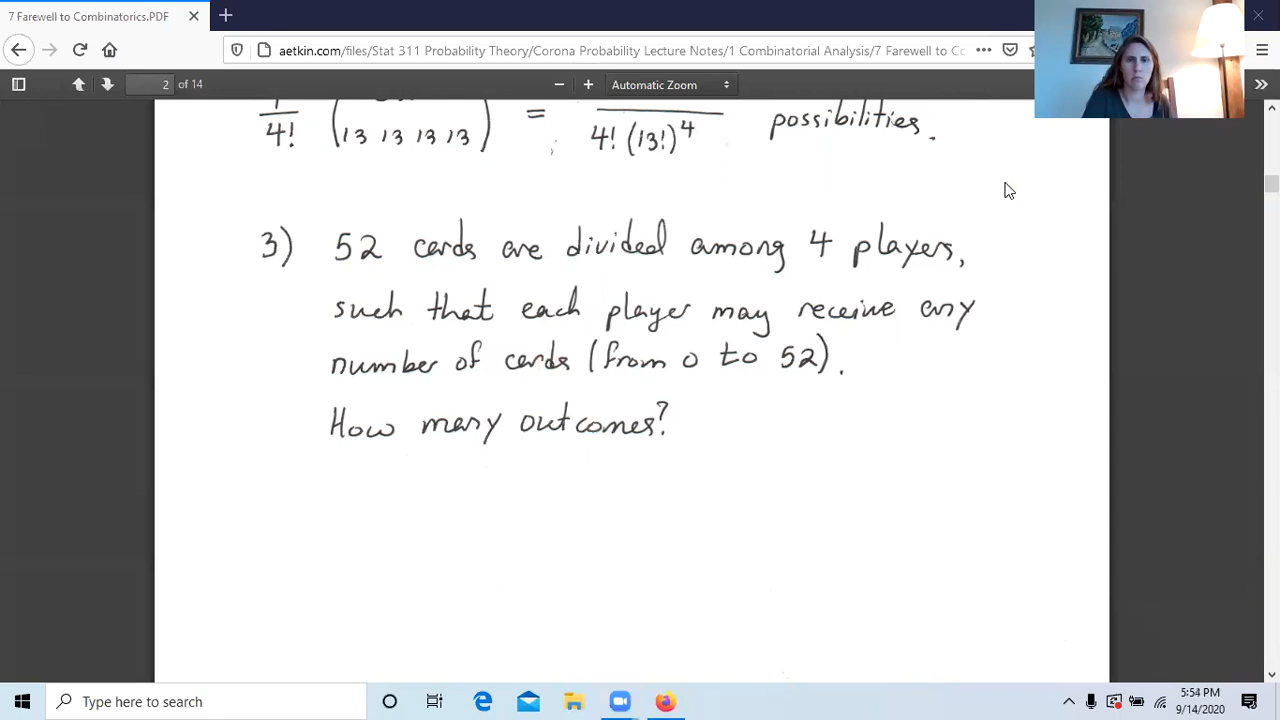 7 Farewell to Combinatorics.PDF
aetkin.com/files/Stat 311 Probability Theory/Corona Probability Lecture Notes/1 Combinatorial Analysis/7 Farewell to Co
2 of 14
Automatic Zoom
1/4! (13 13 13 13) = 4! (13!)^4 possibilities.
3) 52 cards are divided among 4 players,
such that each player may receive any
number of cards (from 0 to 52).
How many outcomes?
Type here to search
5:54 PM
9/14/2020